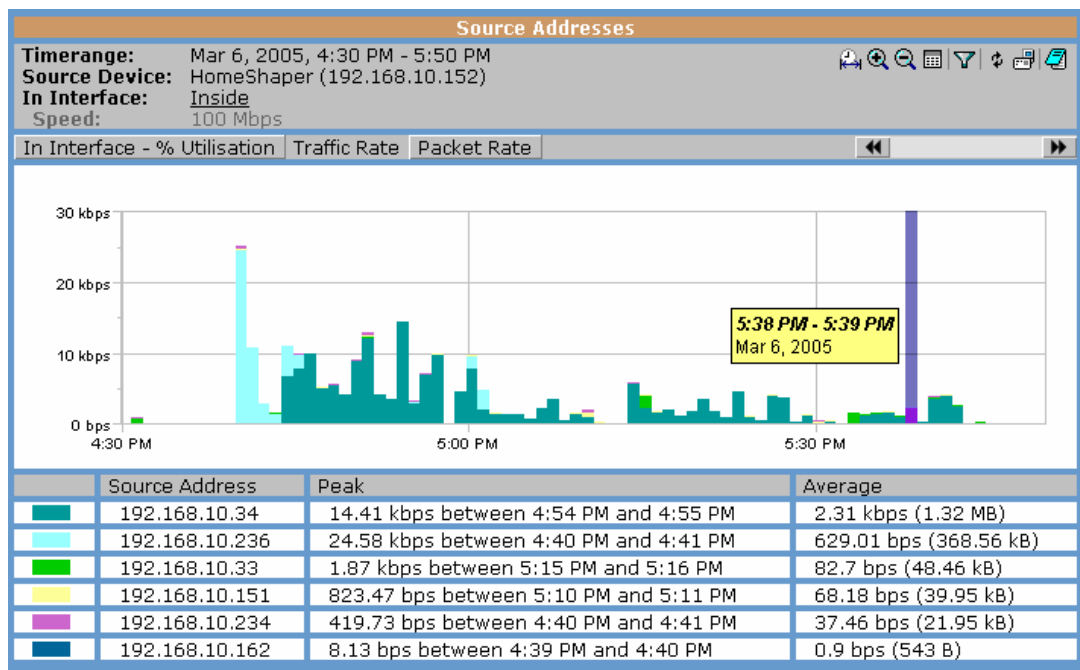 Source Addresses
Timerange: Mar 6, 2005, 4:30 PM - 5:50 PM
Source Device: HomeShaper (192.168.10.152)
In Interface: Inside
Speed: 100 Mbps
In Interface - % Utilisation Traffic Rate Packet Rate
30 kbps
20 kbps
5:38 PM - 5:39 PM
Mar 6, 2005
10 kbps
0 bps
4:30 PM 5:00 PM 5:30 PM
Source Address Peak Average
192.168.10.34 14.41 kbps between 4:54 PM and 4:55 PM 2.31 kbps (1.32 MB)
192.168.10.236 24.58 kbps between 4:40 PM and 4:41 PM 629.01 bps (368.56 kB)
192.168.10.33 1.87 kbps between 5:15 PM and 5:16 PM 82.7 bps (48.46 kB)
192.168.10.151 823.47 bps between 5:10 PM and 5:11 PM 68.18 bps (39.95 kB)
192.168.10.234 419.73 bps between 4:40 PM and 4:41 PM 37.46 bps (21.95 kB)
192.168.10.162 8.13 bps between 4:39 PM and 4:40 PM 0.9 bps (543 B)